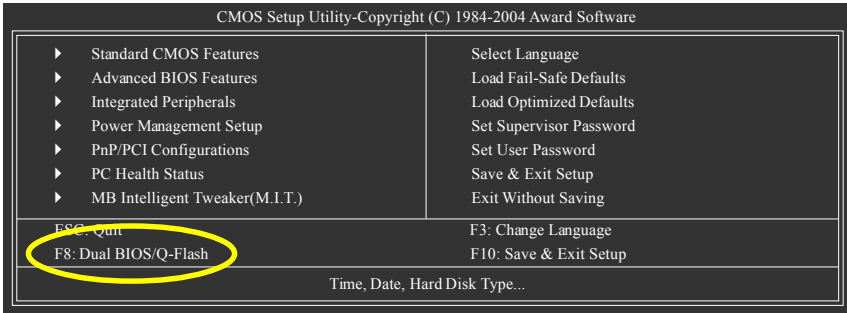 CMOS Setup Utility-Copyright (C) 1984-2004 Award Software
Standard CMOS Features
Advanced BIOS Features
Integrated Peripherals
Power Management Setup
PnP/PCI Configurations
PC Health Status
MB Intelligent Tweaker(M.I.T.)
Select Language
Load Fail-Safe Defaults
Load Optimized Defaults
Set Supervisor Password
Set User Password
Save & Exit Setup
Exit Without Saving
ESC: Quit
F3: Change Language
F8: Dual BIOS/Q-Flash
F10: Save & Exit Setup
Time, Date, Hard Disk Type...